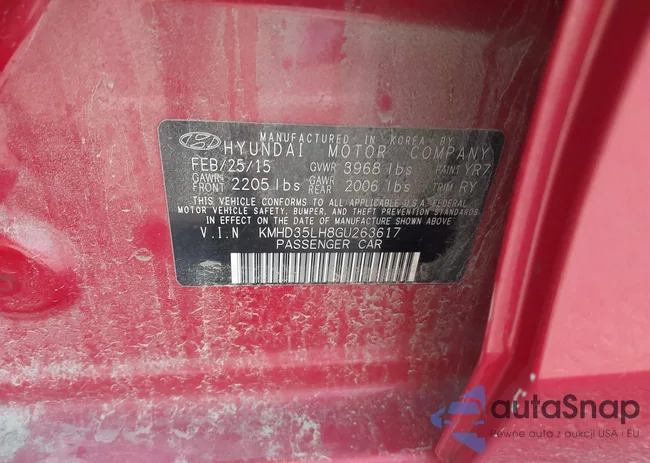 MANUFACTURED IN KOREA BY
HYUNDAI MOTOR COMPANY
FEB/25/15 GVWR 3968 lbs PAINT YR7
GAWR FRONT 2205 lbs GAWR REAR 2006 lbs TRIM RY
THIS VEHICLE CONFORMS TO ALL APPLICABLE U.S.A. FEDERAL
MOTOR VEHICLE SAFETY, BUMPER, AND THEFT PREVENTION STANDARDS
IN EFFECT ON THE DATE OF MANUFACTURE SHOWN ABOVE
V.I.N KMHD35LH8GU263617
PASSENGER CAR
autoSnap
Pewne auto z aukcji USA i EU